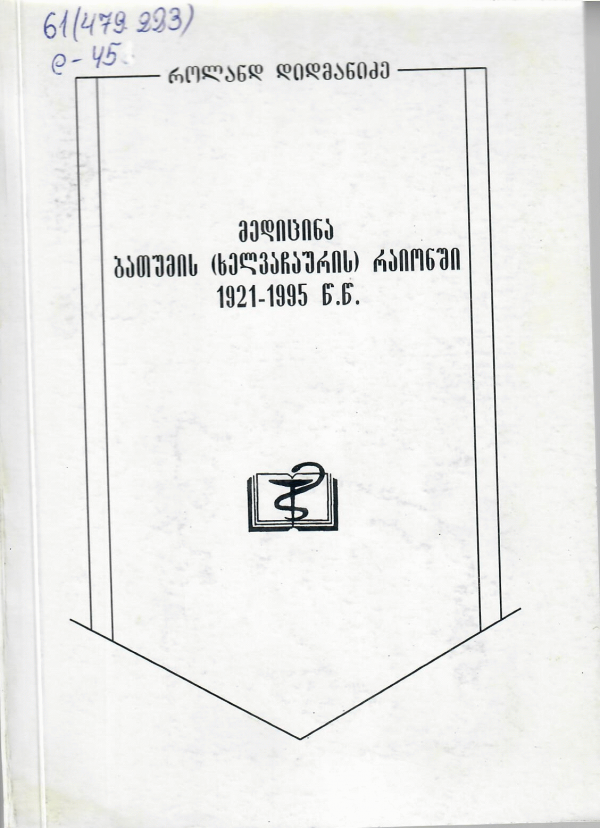 61(479 223)
დ-45
როლანდ დიდმანიძე
მედიცინა
ბათუმის (ხელვაჩაურის) რაიონში
1921-1995 წ.წ.